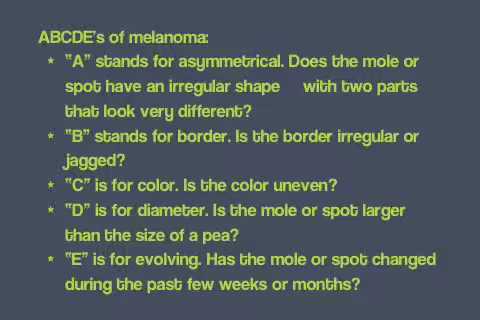 ABCDE's of melanoma:
* "A" stands for asymmetrical. Does the mole or
spot have an irregular shape with two parts
that look very different?
* "B" stands for border. Is the border irregular or
jagged?
* "C" is for color. Is the color uneven?
* "D" is for diameter. Is the mole or spot larger
than the size of a pea?
* "E" is for evolving. Has the mole or spot changed
during the past few weeks or months?